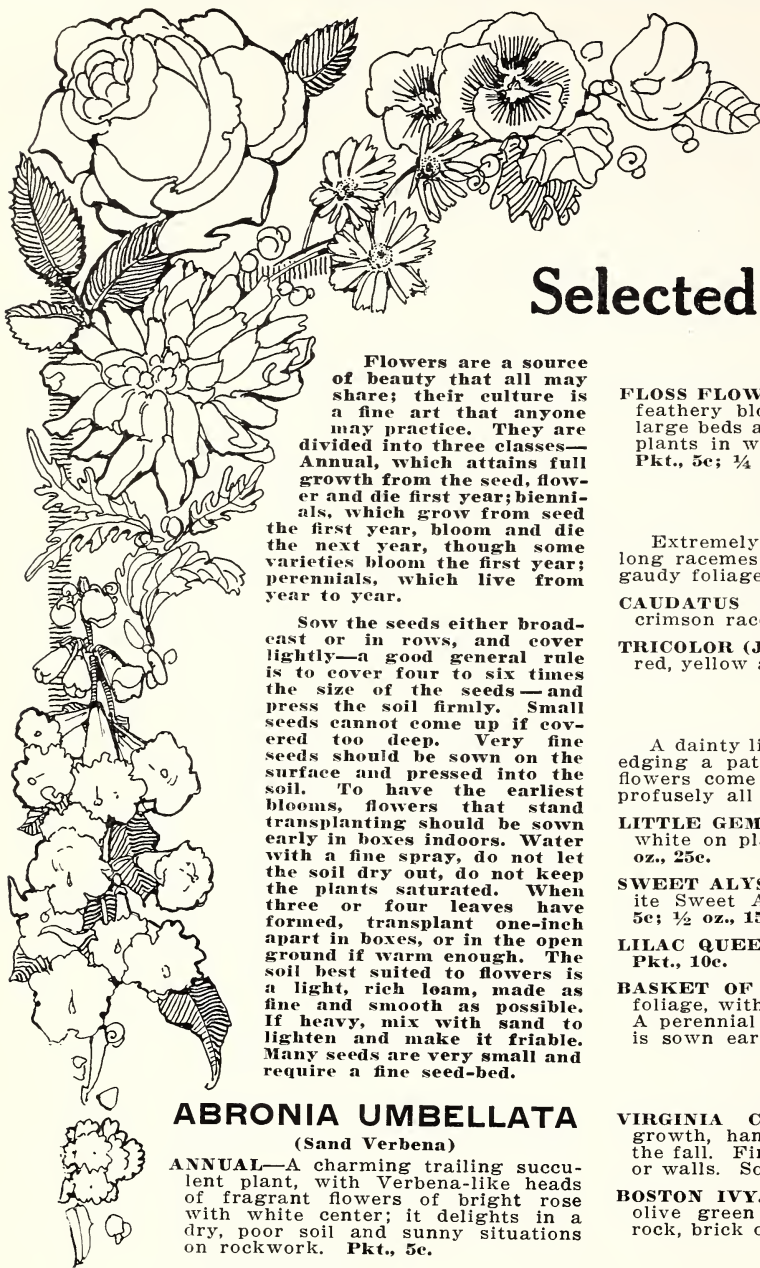 Selected
Flowers are a source
of beauty that all may
share; their culture is
a fine art that anyone
may practice. They are
divided into three classes—
Annual, which attains full
growth from the seed, flow-
er and die first year; bienni-
als, which grow from seed
the first year, bloom and die
the next year, though some
varieties bloom the first year;
perennials, which live from
year to year.
Sow the seeds either broad-
cast or in rows, and cover
lightly—a good general rule
is to cover four to six times
the size of the seeds — and
press the soil firmly. Small
seeds cannot come up if cov-
ered too deep. Very fine
seeds should be sown on the
surface and pressed into the
soil. To have the earliest
blooms, flowers that stand
transplanting should be sown
early in boxes indoors. Water
with a fine spray, do not let
the soil dry out, do not keep
the plants saturated. When
three or four leaves have
formed, transplant one-inch
apart in boxes, or in the open
ground if warm enough. The
soil best suited to flowers is
a light, rich loam, made as
fine and smooth as possible.
If heavy, mix with sand to
lighten and make it friable.
Many seeds are very small and
require a fine seed-bed.
ABRONIA UMBELLATA
(Sand Verbena)
ANNUAL—A charming trailing succu-
lent plant, with Verbena-like heads
of fragrant flowers of bright rose
with white center; it delights in a
dry, poor soil and sunny situations
on rockwork. Pkt., 5c.
FLOSS FLOW
feathery blo
large beds a
plants in w
Pkt., 5c; ¼
Extremely
long racemes
gaudy foliage
CAUDATUS
crimson race
TRICOLOR (J
red, yellow a
A dainty li
edging a pat
flowers come
profusely all
LITTLE GEM
white on pla
oz., 25c.
SWEET ALYS
ite Sweet A
5c; ½ oz., 15
LILAC QUEE
Pkt., 10c.
BASKET OF
foliage, with
A perennial
is sown ear
VIRGINIA C
growth, har
the fall. Fir
or walls. So
BOSTON IVY.
olive green
rock, brick o